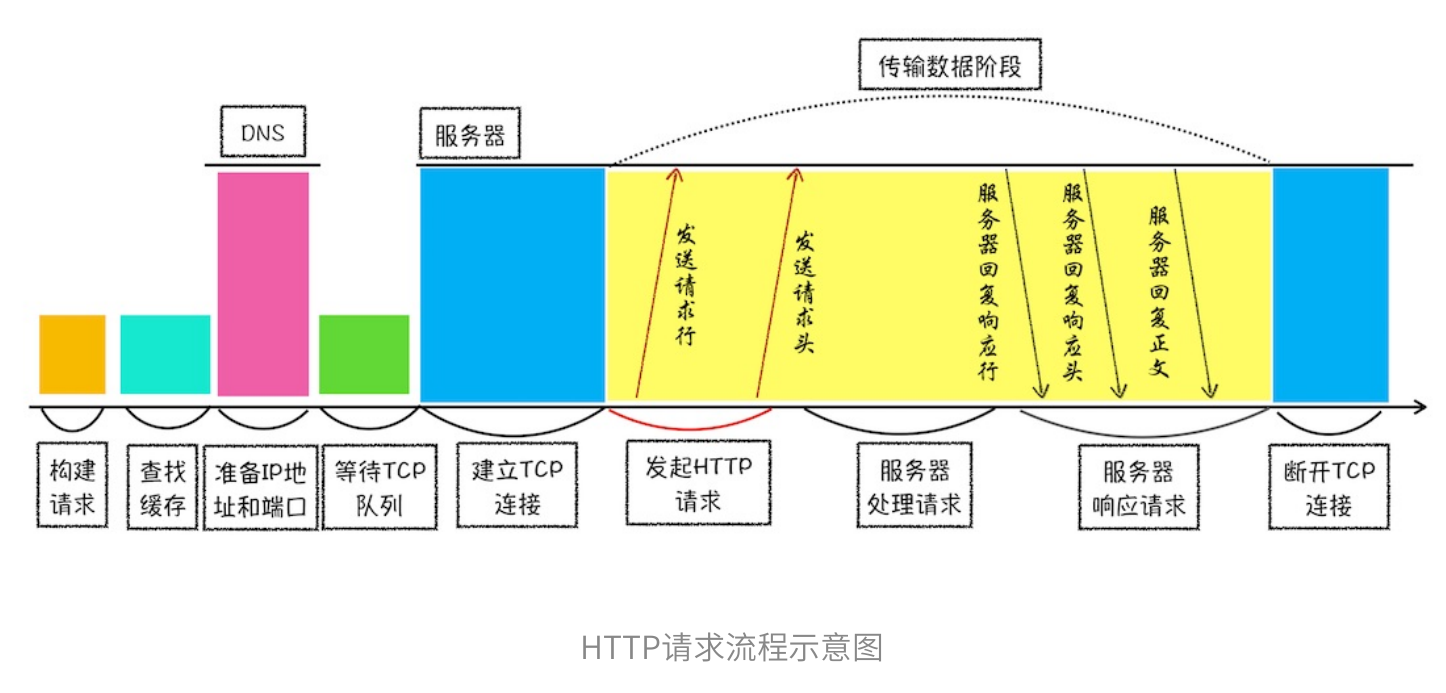 传输数据阶段
DNS
服务器
发送请求行
发送请求头
服务器回复响应行
服务器回复响应头
服务器回复正文
构建
请求
查找
缓存
准备IP地
址和端口
等待TCP
队列
建立TCP
连接
发起HTTP
请求
服务器
处理请求
服务器
响应请求
断开TCP
连接
HTTP请求流程示意图